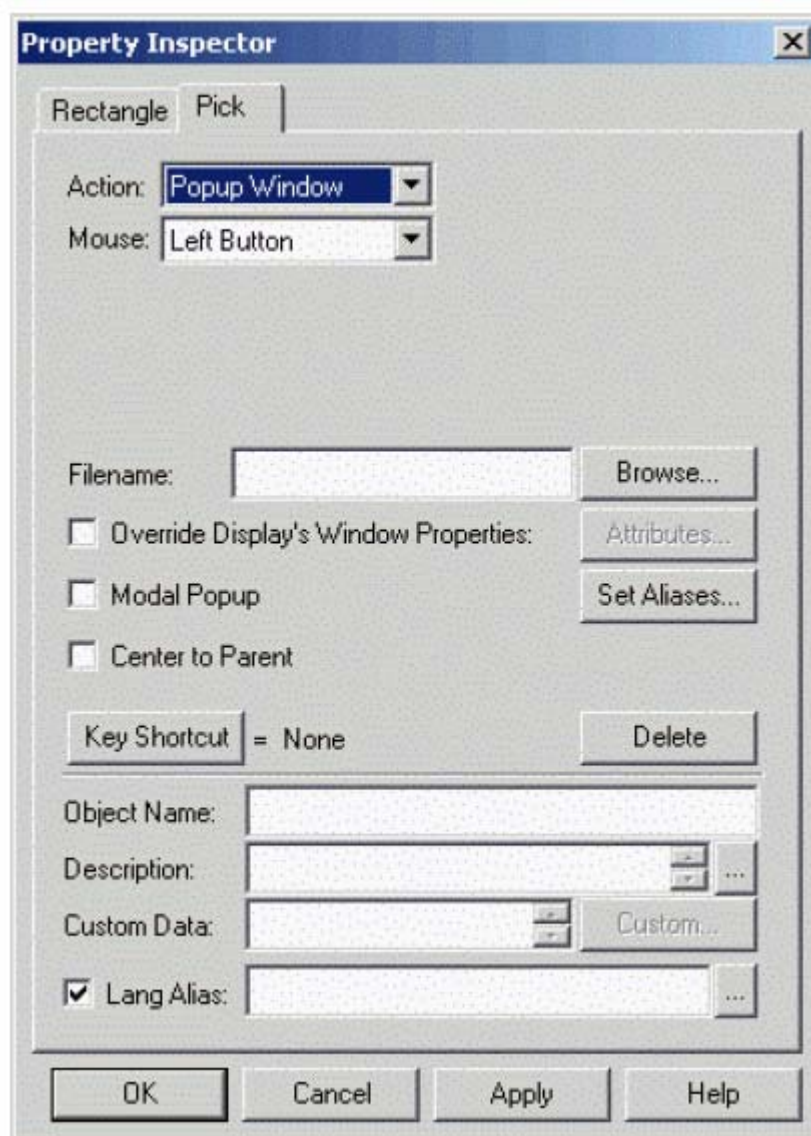 Property Inspector
Rectangle Pick
Action: Popup Window
Mouse: Left Button
Filename: Browse...
Override Display's Window Properties: Attributes...
Modal Popup Set Aliases...
Center to Parent
Key Shortcut = None Delete
Object Name:
Description: ...
Custom Data: Custom...
Lang Alias: ...
OK Cancel Apply Help